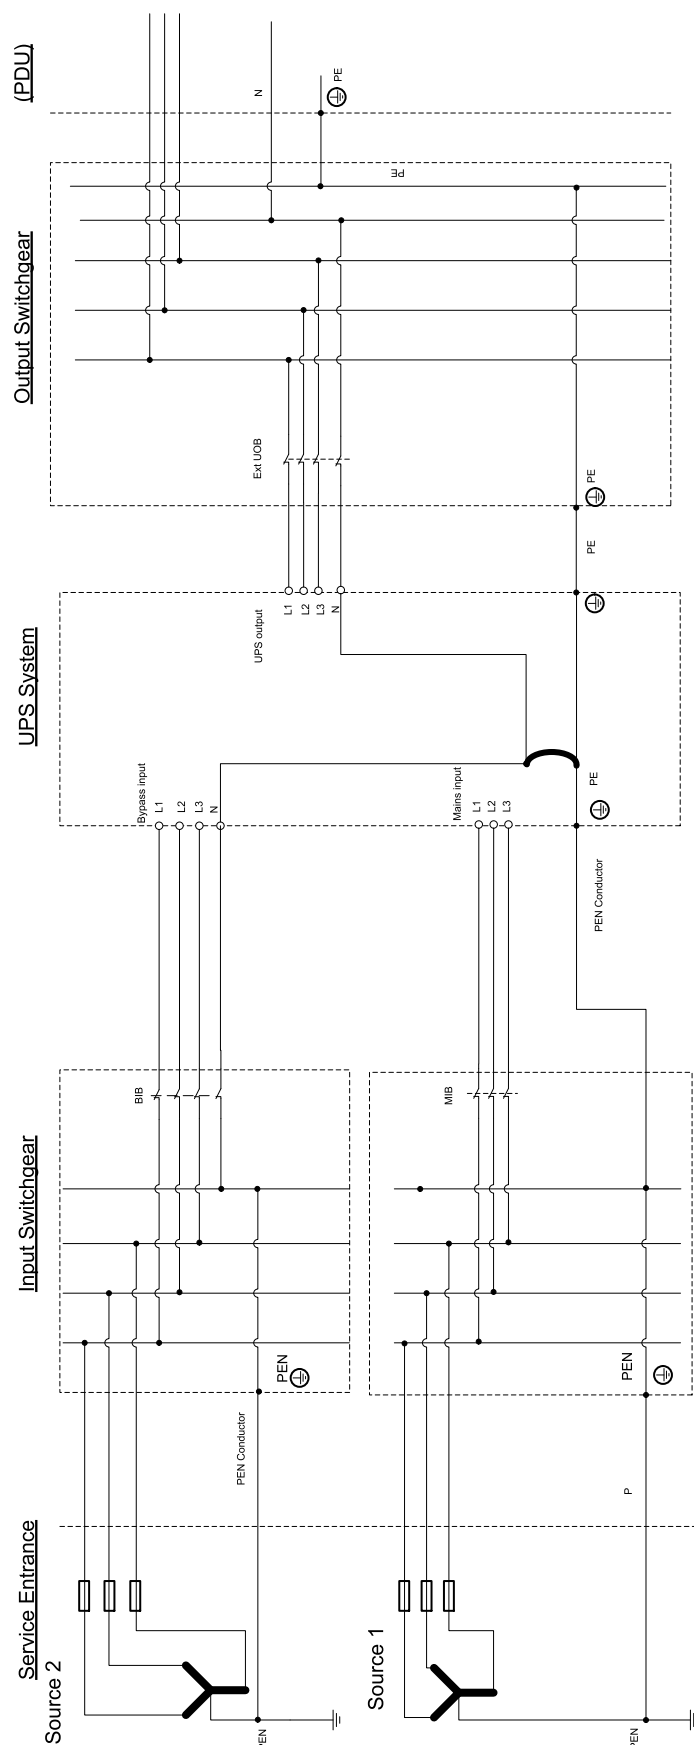 (PDU)
N
PE
PE
Output Switchgear
Ext UOB
PE
PE
UPS System
UPS output
L1
L2
L3
N
Bypass input
L1
L2
L3
N
Mains input
L1
L2
L3
PE
PEN Conductor
Input Switchgear
BIB
MIB
PEN
PEN
PEN Conductor
P
Service Entrance
Source 2
Source 1
PEN
PEN